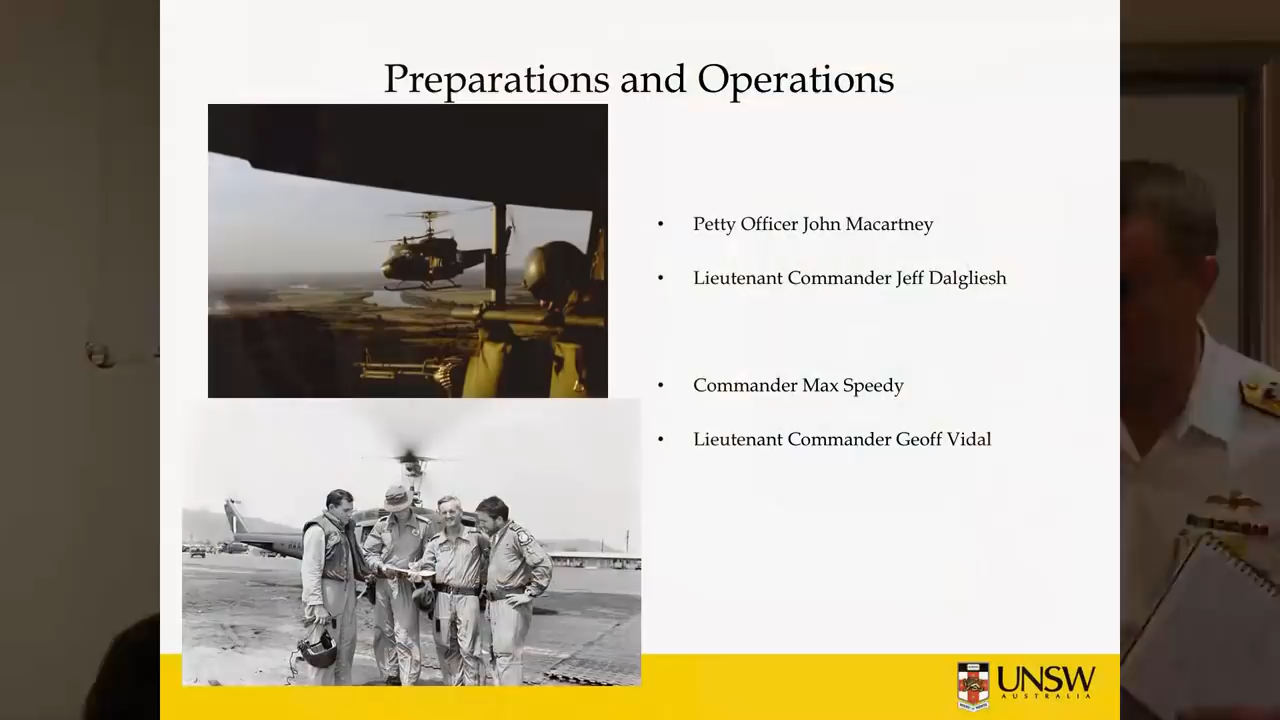 Preparations and Operations
• Petty Officer John Macartney
• Lieutenant Commander Jeff Dalgliesh
• Commander Max Speedy
• Lieutenant Commander Geoff Vidal
UNSW
AUSTRALIA